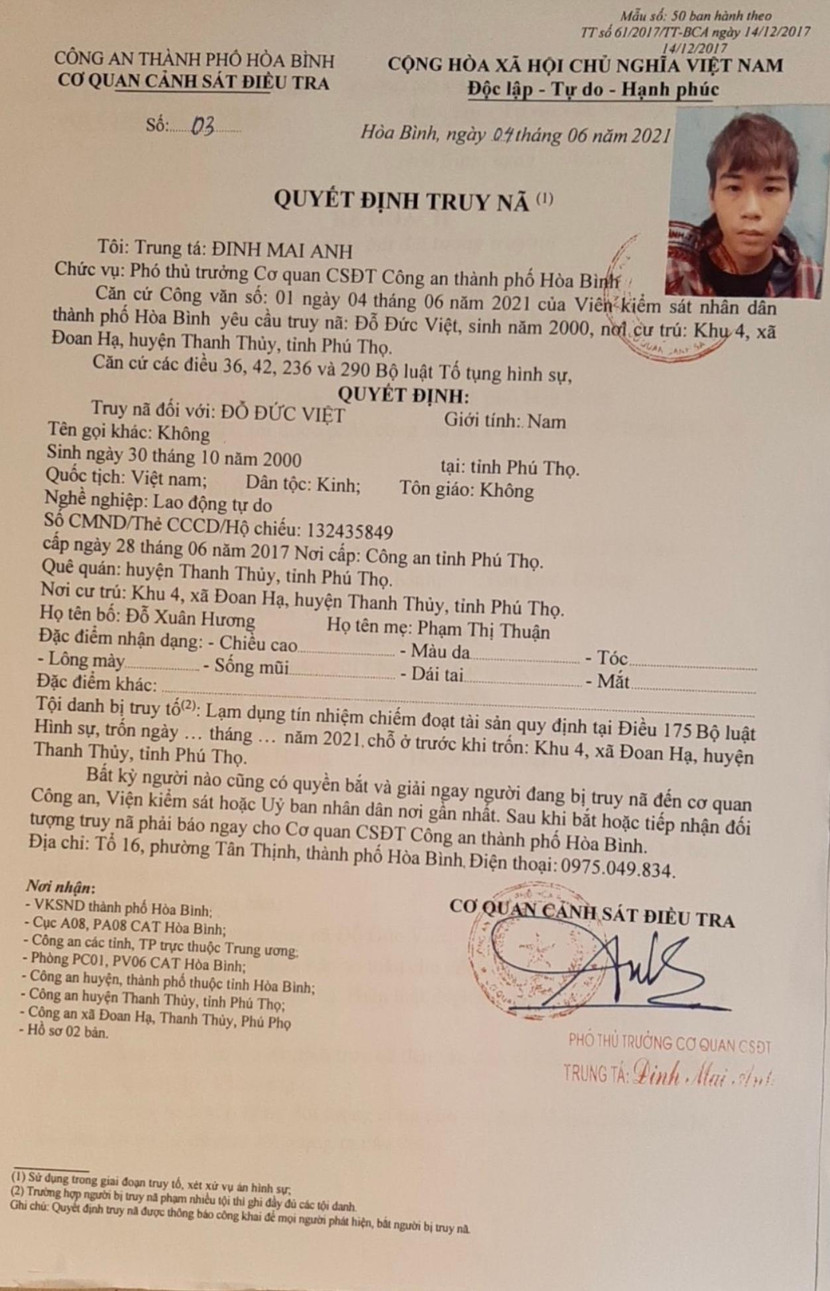 Mẫu số: 50 ban hành theo
TT số 61/2017/TT-BCA ngày 14/12/2017
14/12/2017
CÔNG AN THÀNH PHỐ HÒA BÌNH
CƠ QUAN CẢNH SÁT ĐIỀU TRA
CỘNG HÒA XÃ HỘI CHỦ NGHĨA VIỆT NAM
Độc lập - Tự do - Hạnh phúc
Số: 03
Hòa Bình, ngày 04 tháng 06 năm 2021
QUYẾT ĐỊNH TRUY NÃ (1)
Tôi: Trung tá: ĐINH MAI ANH
Chức vụ: Phó thủ trưởng Cơ quan CSĐT Công an thành phố Hòa Bình
Căn cứ Công văn số: 01 ngày 04 tháng 06 năm 2021 của Viện kiểm sát nhân dân
thành phố Hòa Bình yêu cầu truy nã: Đỗ Đức Việt, sinh năm 2000, nơi cư trú: Khu 4, xã
Đoan Hạ, huyện Thanh Thủy, tỉnh Phú Thọ.
Căn cứ các điều 36, 42, 236 và 290 Bộ luật Tố tụng hình sự,
QUYẾT ĐỊNH:
Truy nã đối với: ĐỖ ĐỨC VIỆT Giới tính: Nam
Tên gọi khác: Không
Sinh ngày 30 tháng 10 năm 2000 tại: tỉnh Phú Thọ.
Quốc tịch: Việt nam; Dân tộc: Kinh; Tôn giáo: Không
Nghề nghiệp: Lao động tự do
Số CMND/Thẻ CCCD/Hộ chiếu: 132435849
cấp ngày 28 tháng 06 năm 2017 Nơi cấp: Công an tỉnh Phú Thọ.
Quê quán: huyện Thanh Thủy, tỉnh Phú Thọ.
Nơi cư trú: Khu 4, xã Đoan Hạ, huyện Thanh Thủy, tỉnh Phú Thọ.
Họ tên bố: Đỗ Xuân Hương Họ tên mẹ: Phạm Thị Thuận
Đặc điểm nhận dạng: - Chiều cao - Màu da - Tóc
- Lông mày - Sống mũi - Dái tai - Mắt
Đặc điểm khác:
Tội danh bị truy tố(2): Lạm dụng tín nhiệm chiếm đoạt tài sản quy định tại Điều 175 Bộ luật
Hình sự, trốn ngày … tháng … năm 2021, chỗ ở trước khi trốn: Khu 4, xã Đoan Hạ, huyện
Thanh Thủy, tỉnh Phú Thọ.
Bất kỳ người nào cũng có quyền bắt và giải ngay người đang bị truy nã đến cơ quan
Công an, Viện kiểm sát hoặc Uỷ ban nhân dân nơi gần nhất. Sau khi bắt hoặc tiếp nhận đối
tượng truy nã phải báo ngay cho Cơ quan CSĐT Công an thành phố Hòa Bình.
Địa chỉ: Tổ 16, phường Tân Thịnh, thành phố Hòa Bình, Điện thoại: 0975.049.834.
Nơi nhận:
- VKSND thành phố Hòa Bình;
- Cục A08, PA08 CAT Hòa Bình;
- Công an các tỉnh, TP trực thuộc Trung ương;
- Phòng PC01, PV06 CAT Hòa Bình;
- Công an huyện, thành phố thuộc tỉnh Hòa Bình;
- Công an huyện Thanh Thủy, tỉnh Phú Thọ;
- Công an xã Đoan Hạ, Thanh Thủy, Phú Phọ
- Hồ sơ 02 bản.
CƠ QUAN CẢNH SÁT ĐIỀU TRA
PHÓ THỦ TRƯỞNG CƠ QUAN CSĐT
TRUNG TÁ: Đinh Mai Anh
(1) Sử dụng trong giai đoạn truy tố, xét xử vụ án hình sự;
(2) Trường hợp người bị truy nã phạm nhiều tội thì ghi đầy đủ các tội danh.
Ghi chú: Quyết định truy nã được thông báo công khai để mọi người phát hiện, bắt người bị truy nã.